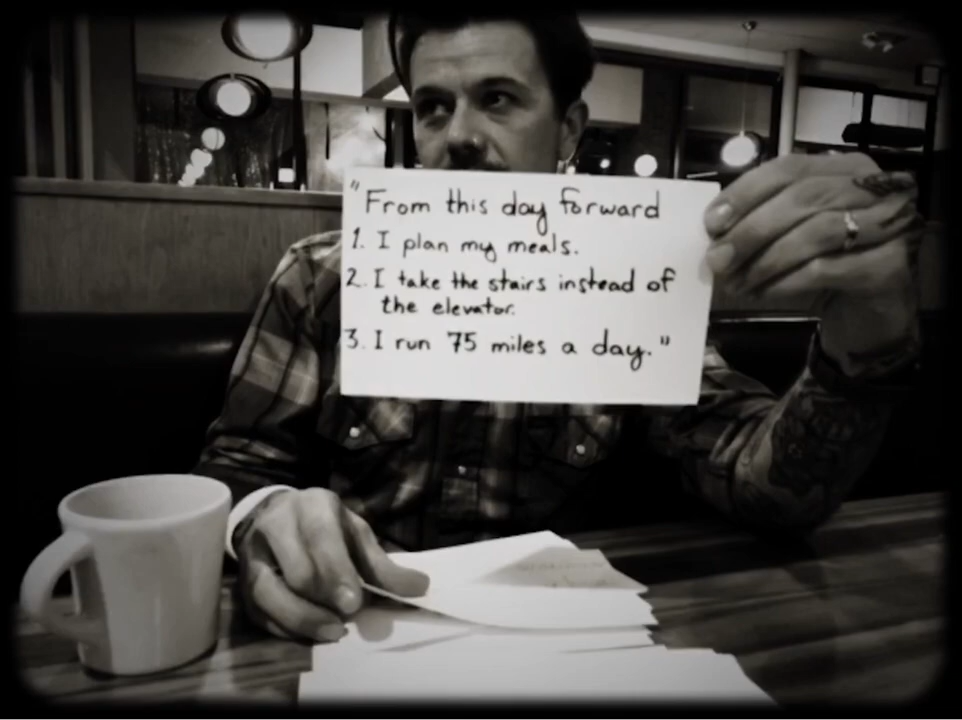 "From this day forward
1. I plan my meals.
2. I take the stairs instead of
the elevator.
3. I run 75 miles a day."